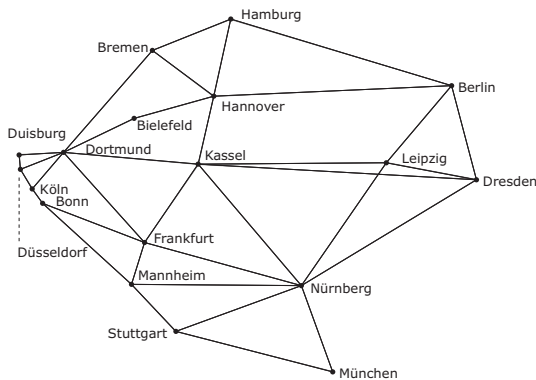 Hamburg
Bremen
Berlin
Hannover
Bielefeld
Duisburg
Dortmund
Kassel
Leipzig
Dresden
Köln
Bonn
Frankfurt
Düsseldorf
Mannheim
Nürnberg
Stuttgart
München